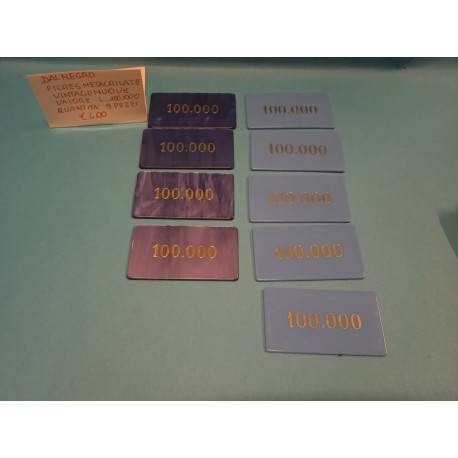 DAL NEGRO
FICHES METACRILATO
VINTAGE NUOVE
VALORE L. 100.000
QUANTITÀ 9 PEZZI
€ 4,00
100.000
100.000
100.000
100.000
100.000
100.000
100.000
100.000
100.000